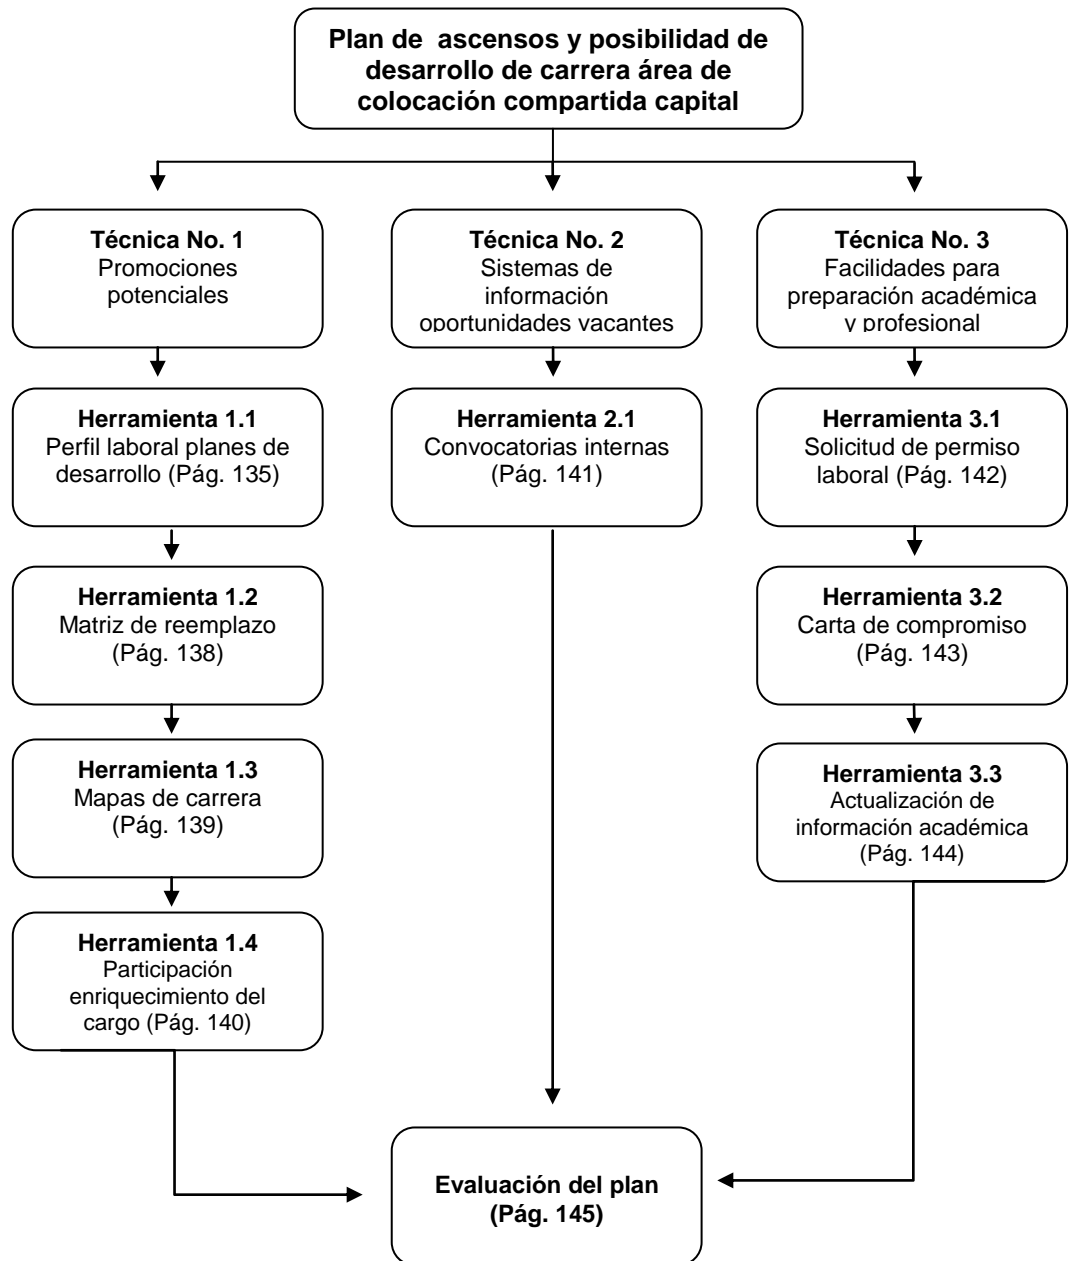 Plan de ascensos y posibilidad de
desarrollo de carrera área de
colocación compartida capital
Técnica No. 1
Promociones
potenciales
Técnica No. 2
Sistemas de
información
oportunidades vacantes
Técnica No. 3
Facilidades para
preparación académica
y profesional
Herramienta 1.1
Perfil laboral planes de
desarrollo (Pág. 135)
Herramienta 2.1
Convocatorias internas
(Pág. 141)
Herramienta 3.1
Solicitud de permiso
laboral (Pág. 142)
Herramienta 1.2
Matriz de reemplazo
(Pág. 138)
Herramienta 3.2
Carta de compromiso
(Pág. 143)
Herramienta 1.3
Mapas de carrera
(Pág. 139)
Herramienta 3.3
Actualización de
información académica
(Pág. 144)
Herramienta 1.4
Participación
enriquecimiento del
cargo (Pág. 140)
Evaluación del plan
(Pág. 145)